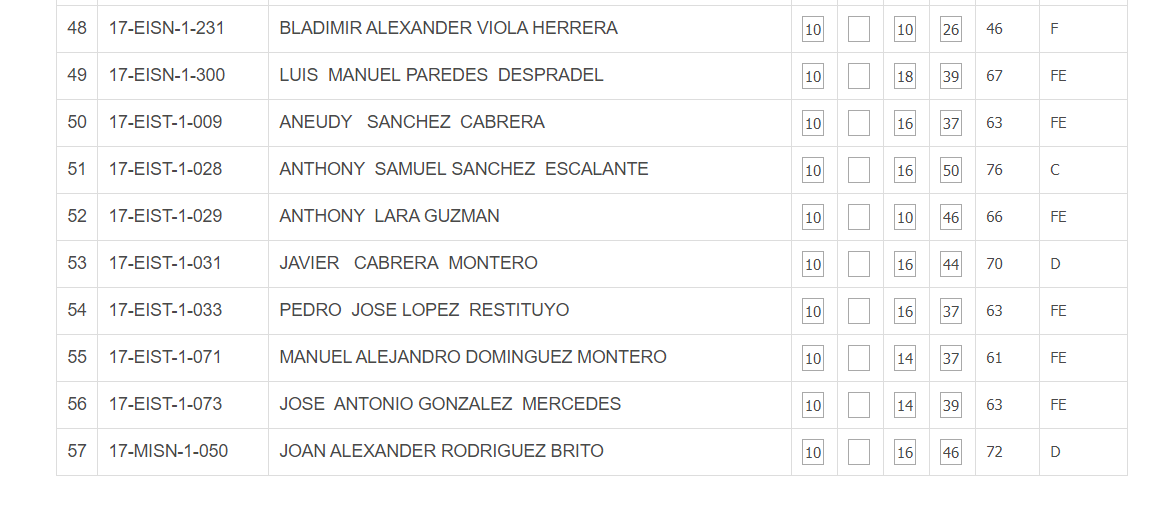 48 17-EISN-1-231 BLADIMIR ALEXANDER VIOLA HERRERA 10 10 26 46 F
49 17-EISN-1-300 LUIS MANUEL PAREDES DESPRADEL 10 18 39 67 FE
50 17-EIST-1-009 ANEUDY SANCHEZ CABRERA 10 16 37 63 FE
51 17-EIST-1-028 ANTHONY SAMUEL SANCHEZ ESCALANTE 10 16 50 76 C
52 17-EIST-1-029 ANTHONY LARA GUZMAN 10 10 46 66 FE
53 17-EIST-1-031 JAVIER CABRERA MONTERO 10 16 44 70 D
54 17-EIST-1-033 PEDRO JOSE LOPEZ RESTITUYO 10 16 37 63 FE
55 17-EIST-1-071 MANUEL ALEJANDRO DOMINGUEZ MONTERO 10 14 37 61 FE
56 17-EIST-1-073 JOSE ANTONIO GONZALEZ MERCEDES 10 14 39 63 FE
57 17-MISN-1-050 JOAN ALEXANDER RODRIGUEZ BRITO 10 16 46 72 D